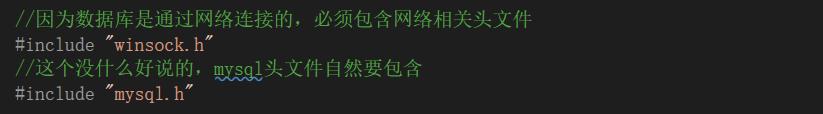 //因为数据库是通过网络连接的，必须包含网络相关头文件
#include "winsock.h"
//这个没什么好说的，mysql头文件自然要包含
#include "mysql.h"